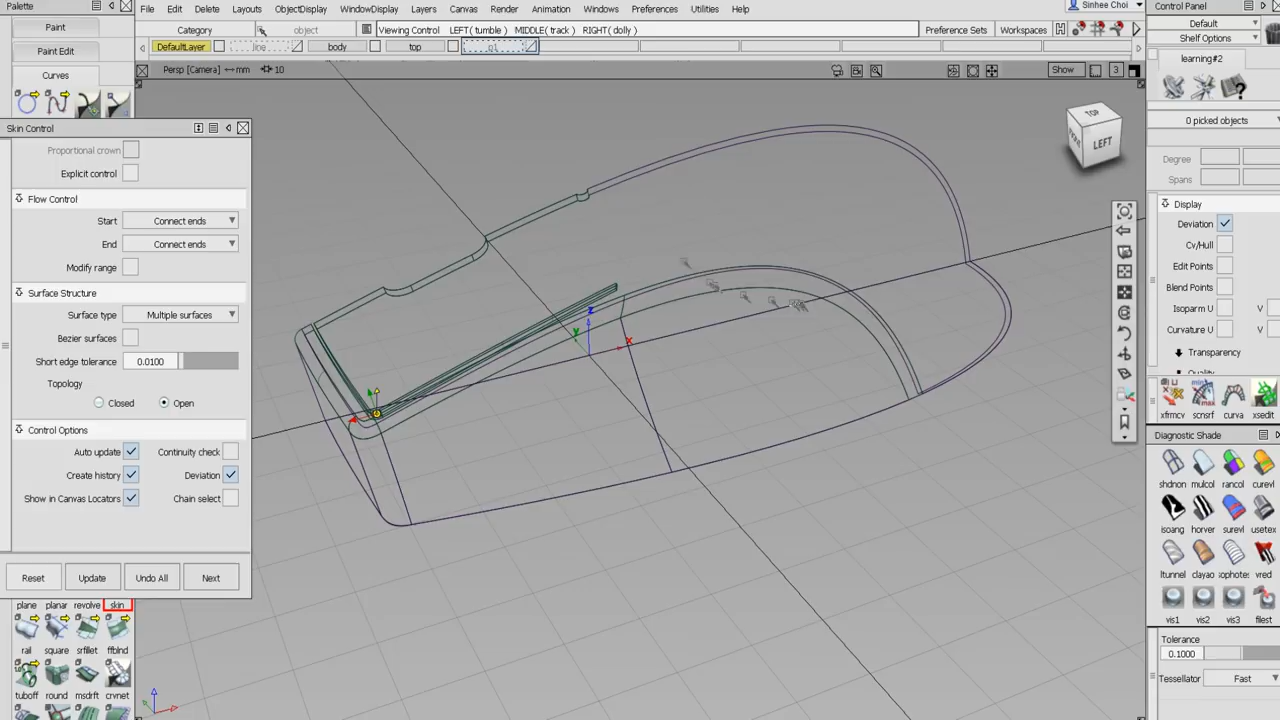 Palette
File
Edit
Delete
Layouts
ObjectDisplay
WindowDisplay
Layers
Canvas
Render
Animation
Windows
Preferences
Utilities
Sinhee Choi
Control Panel
Paint
Category
object
Viewing Control LEFT( tumble ) MIDDLE( track ) RIGHT( dolly )
Preference Sets
Workspaces
Default
Shelf Options
Paint Edit
DefaultLayer
line
body
top
Curves
Persp [Camera] mm 10
Show
3
learning#2
Skin Control
0 picked objects
Proportional crown
Explicit control
Flow Control
Start
Connect ends
End
Connect ends
Modify range
Surface Structure
Surface type
Multiple surfaces
Bezier surfaces
Short edge tolerance
0.0100
Topology
Closed
Open
Control Options
Auto update
Continuity check
Create history
Deviation
Show in Canvas Locators
Chain select
Reset
Update
Undo All
Next
plane planar revolve skin
rail square srfillet ffblnd
tuboff round msdrft crvnet
TOP
FRONT
LEFT
x
y
z
Degree
Spans
Display
Deviation
Cv/Hull
Edit Points
Blend Points
Isoparm U
V
Curvature U
V
Transparency
xfrmcv scnsrf curva xsedit
Diagnostic Shade
shdnon mulcol rancol curevl
isoang horver surevl usetex
ltunnel clayao sophotes vred
vis1 vis2 vis3 filest
Tolerance
0.1000
Tessellator
Fast